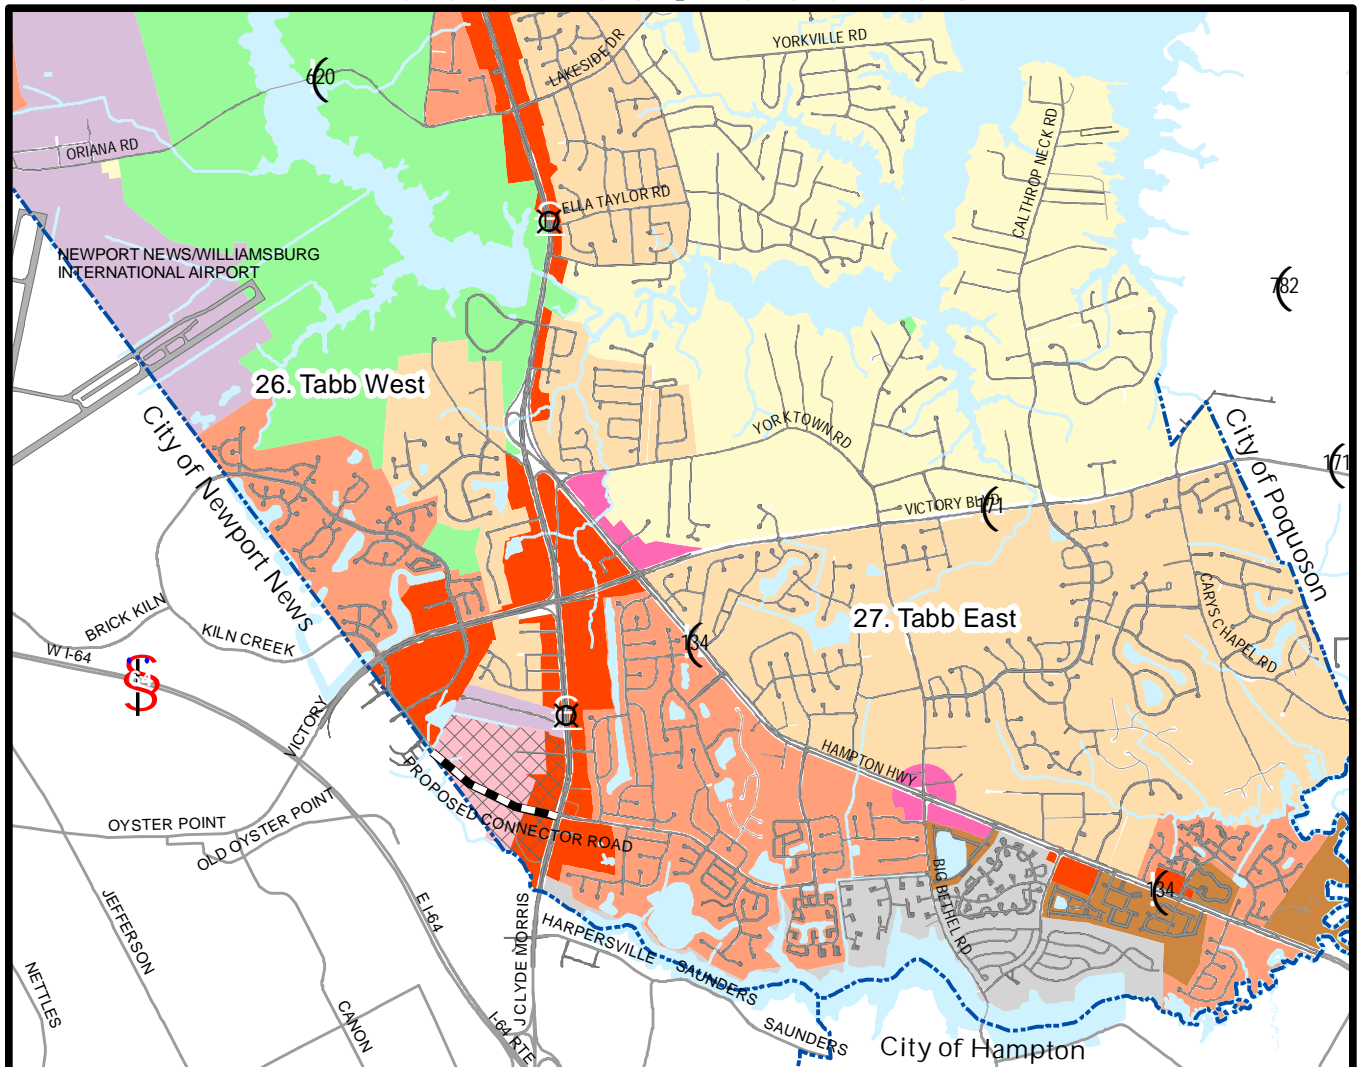 YORKVILLE RD
LAKESIDE DR
620
ORIANA RD
CALTHROP NECK RD
ELLA TAYLOR RD
NEWPORT NEWS/WILLIAMSBURG
INTERNATIONAL AIRPORT
782
26. Tabb West
City of Newport News
YORKTOWN RD
City of Poquoson
171
VICTORY BLVD
171
BRICK KILN
KILN CREEK
CARYS CHAPEL RD
27. Tabb East
134
W I-64
64
VICTORY
HAMPTON HWY
PROPOSED CONNECTOR ROAD
OYSTER POINT
OLD OYSTER POINT
BIG BETHEL RD
134
JEFFERSON
E I-64
J CLYDE MORRIS
HARPERSVILLE
SAUNDERS
NETTLES
CANON
I-64 RTE
SAUNDERS
City of Hampton